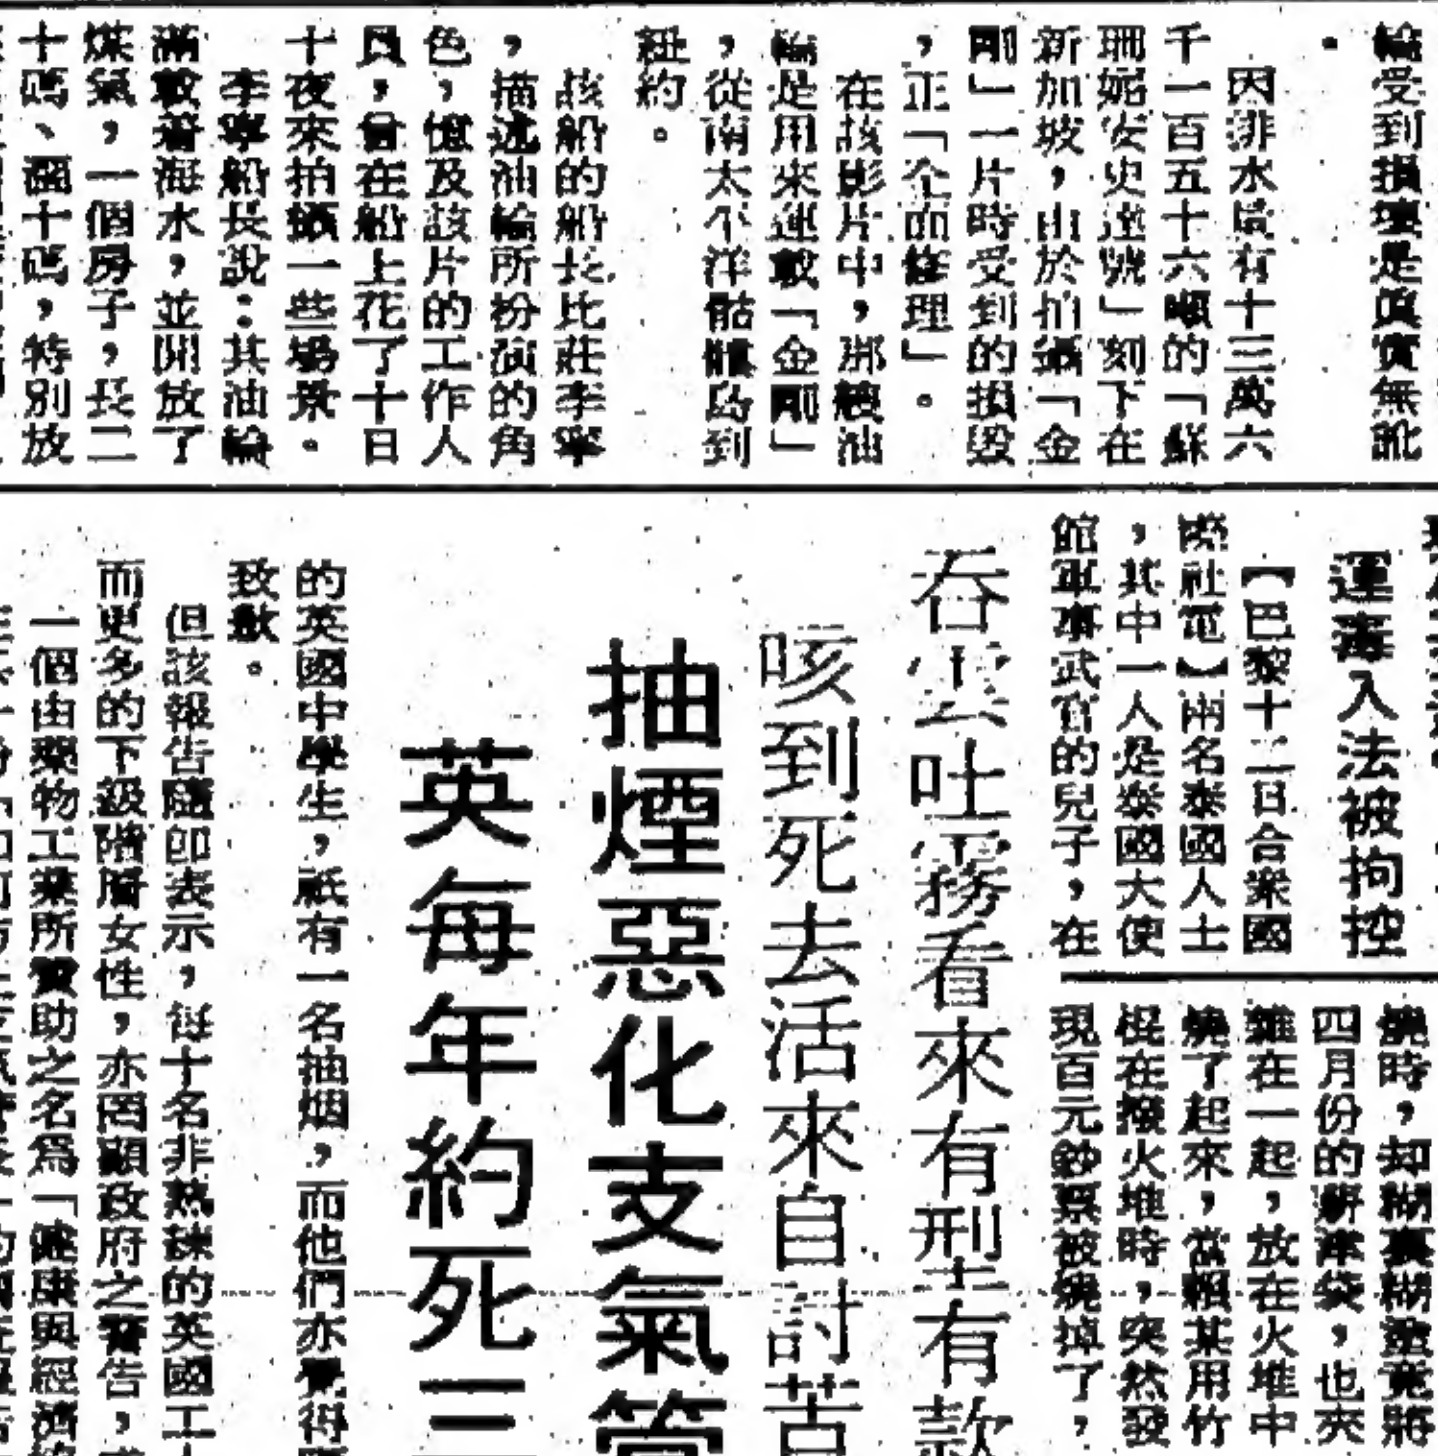 輪受到損壞是眞實無訛
。
因排水量有十三萬六
千一百五十六噸的「蘇
珊妮安史達號」刻下在
新加坡，由於拍攝「金
剛」一片時受到的損毀
，正「全面修理」。
在該影片中，那艘油
輪是用來運載「金剛」
，從南太平洋骷髏島到
紐約。
該船的船長比莊李寧
，描述油輪所扮演的角
色，憶及該片的工作人
員，曾在船上花了十日
十夜來拍攝一些場景。
李寧船長說：其油輪
滿載着海水，並開放了
煤氣，一個房子，長二
十碼、濶十碼，特別放
運毒入法被拘控
【巴黎十二日合衆國
際社電】兩名泰國人士
，其中一人是泰國大使
館軍事武官的兒子，在
燒時，却糊裏糊塗竟將
四月份的薪津袋，也夾
雜在一起，放在火堆中
燒了起來，當賴某用竹
棍在撥火堆時，突然發
現百元鈔票被燒掉了，
吞雲吐霧看來有型有款
咳到死去活來自討苦
抽煙惡化支氣管
英每年約死三
的英國中學生，祇有一名抽烟，而他們亦覺得
致歉。
但該報告隨即表示，每十名非熟練的英國工
而更多的下級階層女性，亦罔顧政府之警告，
一個由藥物工業所資助之名爲「健康與經濟